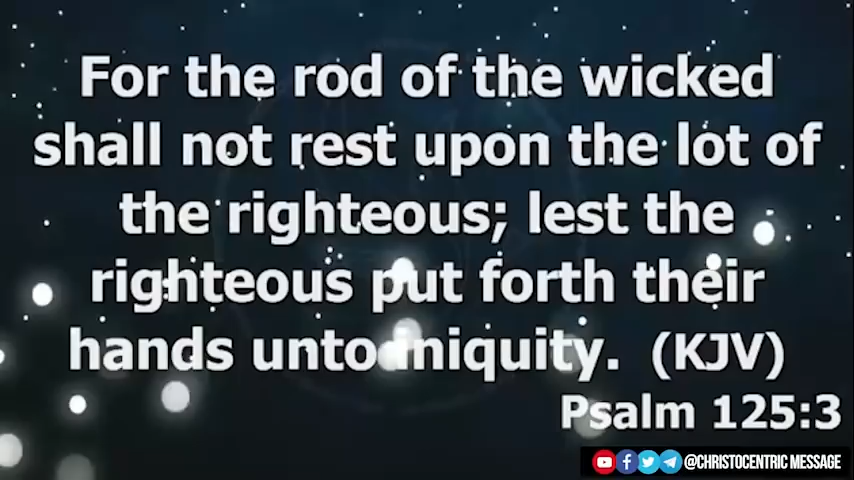 For the rod of the wicked
shall not rest upon the lot of
the righteous; lest the
righteous put forth their
hands unto iniquity. (KJV)
Psalm 125:3
@CHRISTOCENTRIC MESSAGE